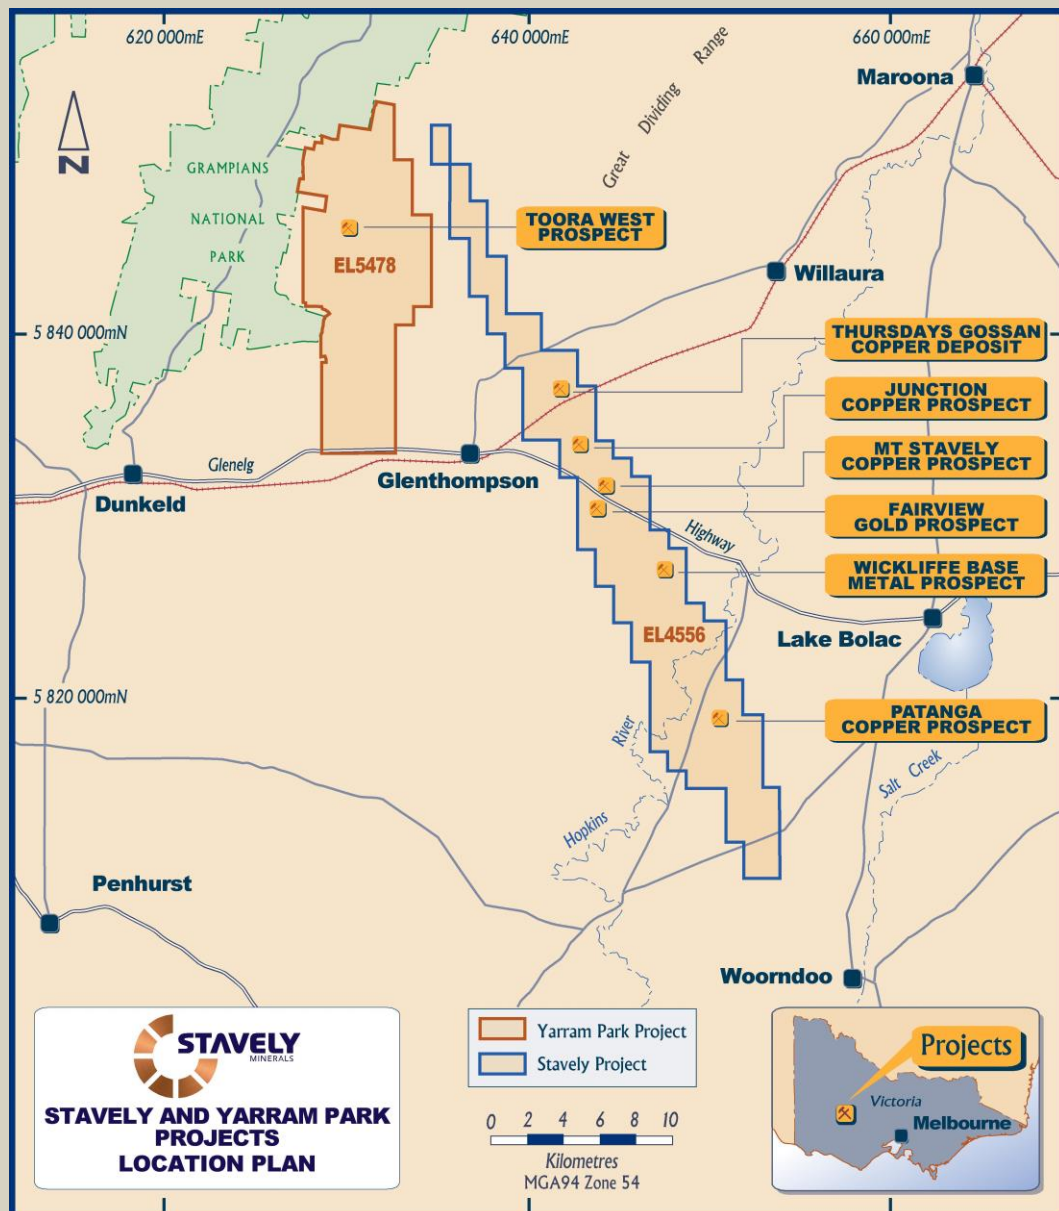 620 000mE
640 000mE
660 000mE
Maroona
Great Dividing Range
N
GRAMPIANS
NATIONAL
PARK
TOORA WEST
PROSPECT
EL5478
Willaura
5 840 000mN
THURSDAYS GOSSAN
COPPER DEPOSIT
JUNCTION
COPPER PROSPECT
MT STAVELY
COPPER PROSPECT
Glenelg
Glenthompson
Dunkeld
FAIRVIEW
GOLD PROSPECT
Highway
WICKLIFFE BASE
METAL PROSPECT
EL4556
Lake Bolac
5 820 000mN
PATANGA
COPPER PROSPECT
River
Salt Creek
Hopkins
Penhurst
Woorndoo
STAVELY
MINERALS
STAVELY AND YARRAM PARK
PROJECTS
LOCATION PLAN
Yarram Park Project
Stavely Project
0 2 4 6 8 10
Kilometres
MGA94 Zone 54
Projects
Victoria
Melbourne